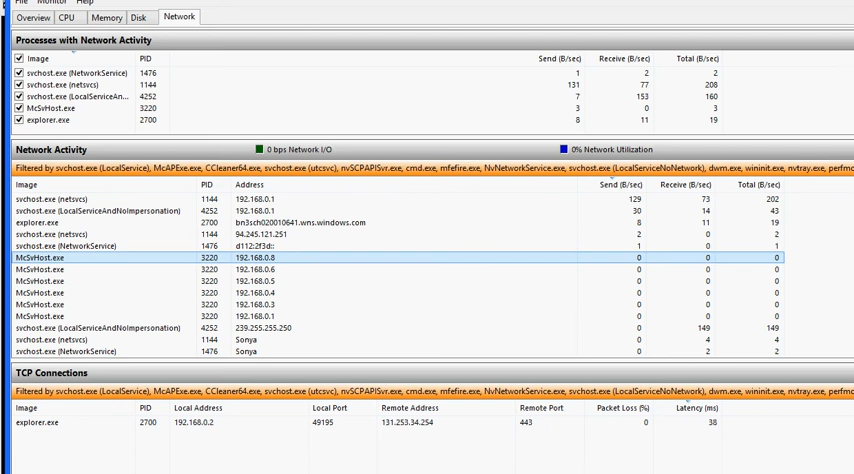 File Monitor Help
Overview CPU Memory Disk Network
Processes with Network Activity
Image PID Send (B/sec) Receive (B/sec) Total (B/sec)
svchost.exe (NetworkService) 1476 1 2 2
svchost.exe (netsvcs) 1144 131 77 208
svchost.exe (LocalServiceAn... 4252 7 153 160
McSvHost.exe 3220 3 0 3
explorer.exe 2700 8 11 19
Network Activity 0 bps Network I/O 0% Network Utilization
Filtered by svchost.exe (LocalService), McAPExe.exe, CCleaner64.exe, svchost.exe (utcsvc), nvSCPAPISvr.exe, cmd.exe, mfefire.exe, NvNetworkService.exe, svchost.exe (LocalServiceNoNetwork), dwm.exe, wininit.exe, nvtray.exe, perfmo
Image PID Address Send (B/sec) Receive (B/sec) Total (B/sec)
svchost.exe (netsvcs) 1144 192.168.0.1 129 73 202
svchost.exe (LocalServiceAndNoImpersonation) 4252 192.168.0.1 30 14 43
explorer.exe 2700 bn3sch020010641.wns.windows.com 8 11 19
svchost.exe (netsvcs) 1144 94.245.121.251 2 0 2
svchost.exe (NetworkService) 1476 d112:2f3d:: 1 0 1
McSvHost.exe 3220 192.168.0.8 0 0 0
McSvHost.exe 3220 192.168.0.6 0 0 0
McSvHost.exe 3220 192.168.0.5 0 0 0
McSvHost.exe 3220 192.168.0.4 0 0 0
McSvHost.exe 3220 192.168.0.3 0 0 0
McSvHost.exe 3220 192.168.0.1 0 0 0
svchost.exe (LocalServiceAndNoImpersonation) 4252 239.255.255.250 0 149 149
svchost.exe (netsvcs) 1144 Sonya 0 4 4
svchost.exe (NetworkService) 1476 Sonya 0 2 2
TCP Connections
Filtered by svchost.exe (LocalService), McAPExe.exe, CCleaner64.exe, svchost.exe (utcsvc), nvSCPAPISvr.exe, cmd.exe, mfefire.exe, NvNetworkService.exe, svchost.exe (LocalServiceNoNetwork), dwm.exe, wininit.exe, nvtray.exe, perfmo
Image PID Local Address Local Port Remote Address Remote Port Packet Loss (%) Latency (ms)
explorer.exe 2700 192.168.0.2 49195 131.253.34.254 443 0 38